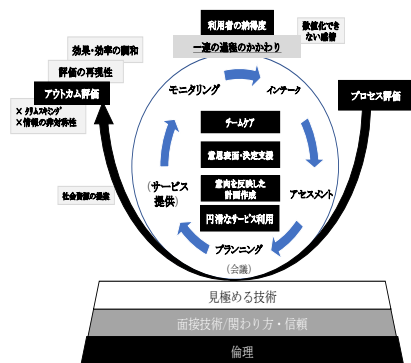 利用者の納得度
数値化でき
ない感情
一連の過程のかかわり
効果・効率の調和
評価の再現性
アウトカム評価
× クリームスキミング
×情報の非対称性
社会資源の提案
モニタリング
インテーク
プロセス評価
チームケア
意思表面・決定支援
意向を反映した
計画作成
円滑なサービス利用
(サービス
提供)
アセスメント
プランニング
(会議)
見極める技術
面接技術/関わり方・信頼
倫理